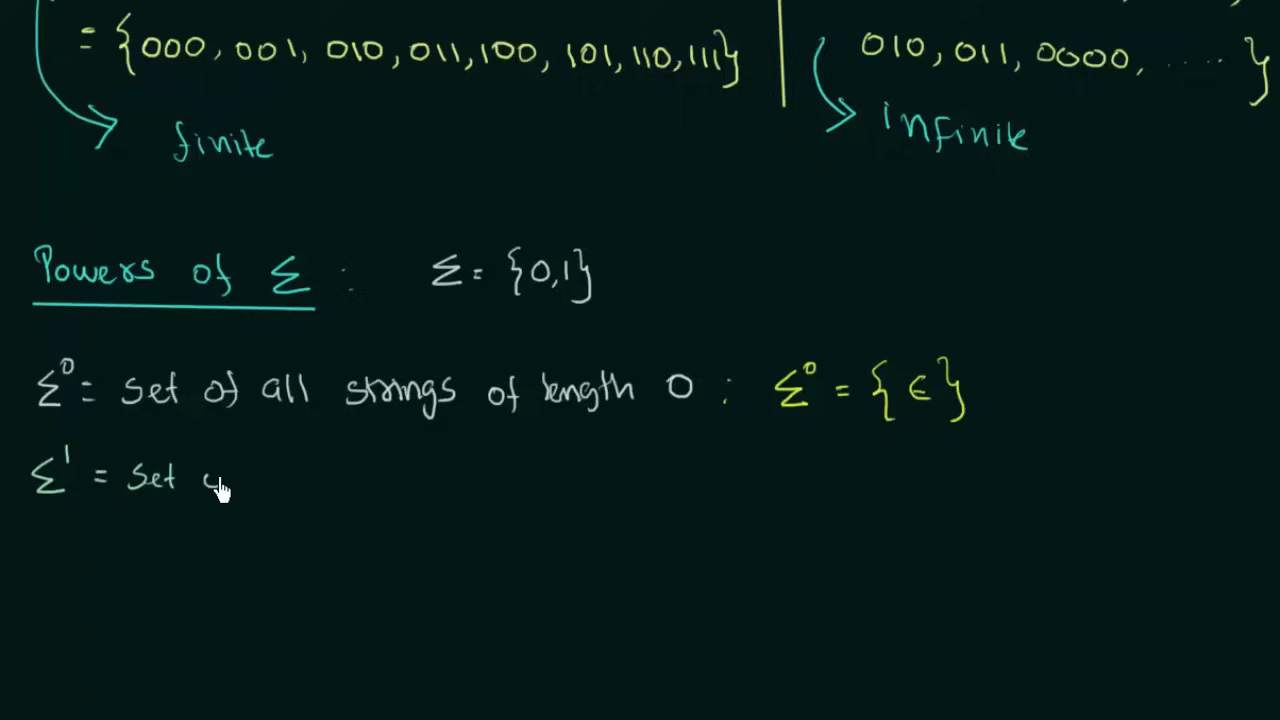 = {000, 001, 010, 011, 100, 101, 110, 111}
010, 011, 0000, ..... }
finite
infinite
Powers of Σ : Σ = {0,1}
Σ⁰ = set of all strings of length 0 : Σ⁰ = { ϵ }
Σ¹ = set